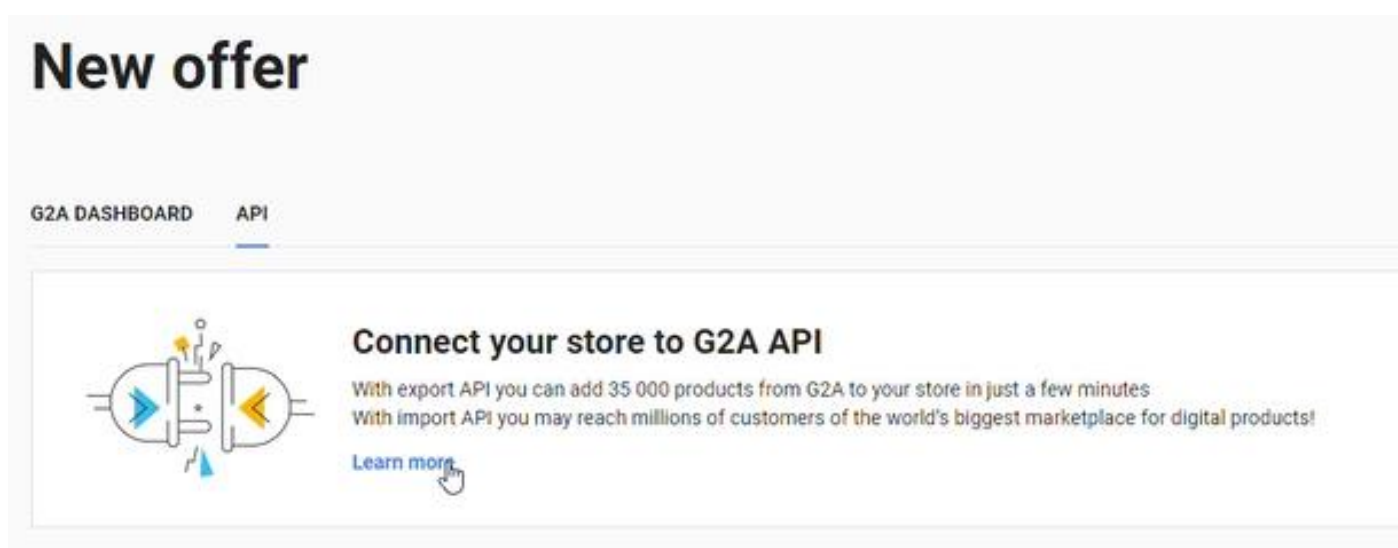 New offer
G2A DASHBOARD API
Connect your store to G2A API
With export API you can add 35 000 products from G2A to your store in just a few minutes
With import API you may reach millions of customers of the world's biggest marketplace for digital products!
Learn more